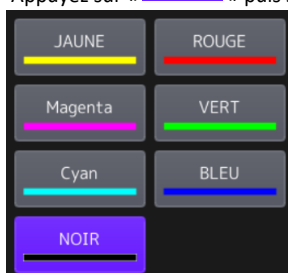 Appuyez sur « » puis
JAUNE ROUGE
Magenta VERT
Cyan BLEU
NOIR